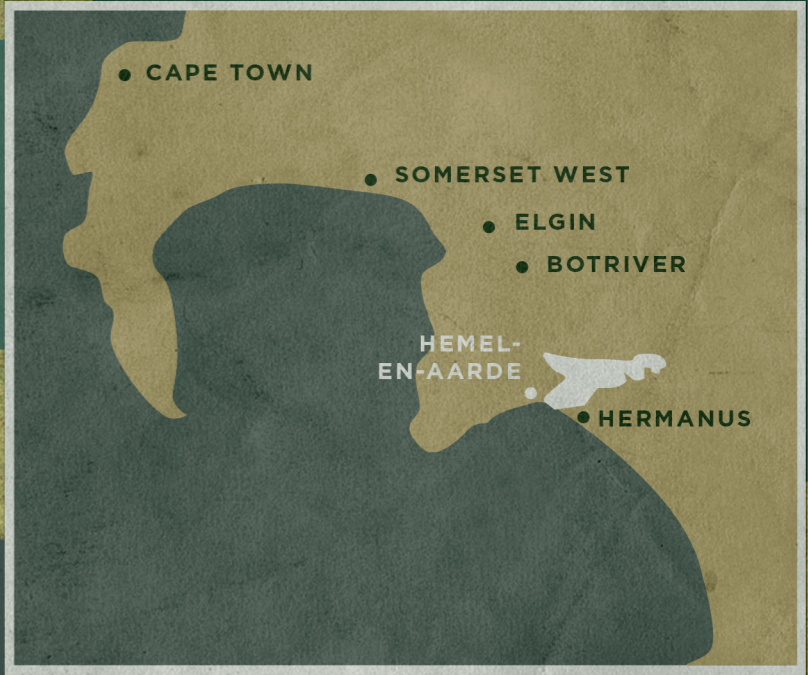 CAPE TOWN
SOMERSET WEST
ELGIN
BOTRIVER
HEMEL-
EN-AARDE
HERMANUS